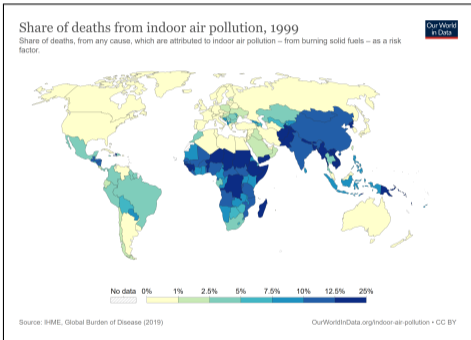 Share of deaths from indoor air pollution, 1999
Our World
in Data
Share of deaths, from any cause, which are attributed to indoor air pollution – from burning solid fuels – as a risk
factor.
No data 0% 1% 2.5% 5% 7.5% 10% 12.5% 25%
Source: IHME, Global Burden of Disease (2019)
OurWorldInData.org/indoor-air-pollution • CC BY